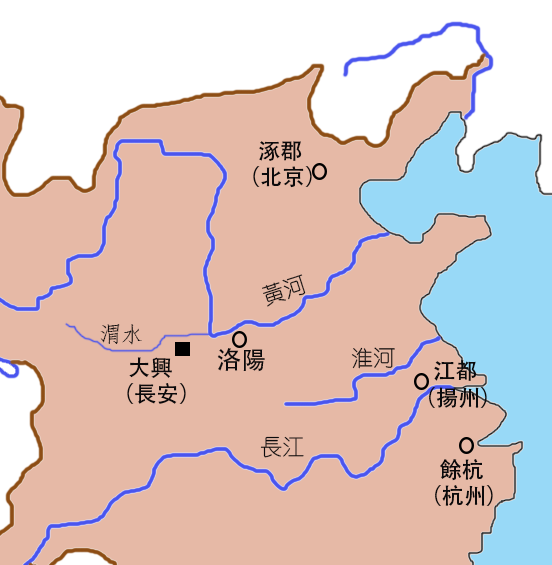 涿郡
(北京)
黃河
渭水
洛陽
大興
(長安)
淮河
江都
(揚州)
長江
餘杭
(杭州)